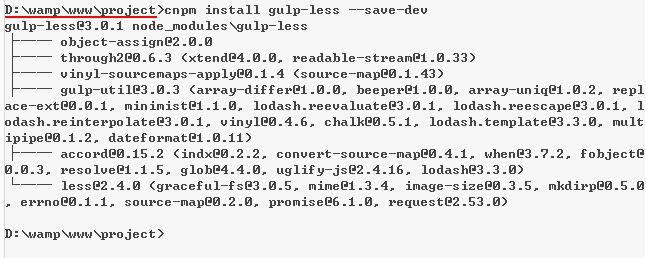 D:\wamp\www\project>cnpm install gulp-less --save-dev
gulp-less@3.0.1 node_modules\gulp-less
├── object-assign@2.0.0
├── through2@0.6.3 (xtend@4.0.0, readable-stream@1.0.33)
├── vinyl-sourcemaps-apply@0.1.4 (source-map@0.1.43)
├── gulp-util@3.0.3 (array-differ@1.0.0, beeper@1.0.0, array-uniq@1.0.2, repl
ace-ext@0.0.1, minimist@1.1.0, lodash.reevaluate@3.0.1, lodash.reescape@3.0.1, l
odash.reinterpolate@3.0.1, vinyl@0.4.6, chalk@0.5.1, lodash.template@3.3.0, mult
ipipe@0.1.2, dateformat@1.0.11)
├── accord@0.15.2 (indx@0.2.2, convert-source-map@0.4.1, when@3.7.2, fobject@
0.0.3, resolve@1.1.5, glob@4.4.0, uglify-js@2.4.16, lodash@3.3.0)
└── less@2.4.0 (graceful-fs@3.0.5, mime@1.3.4, image-size@0.3.5, mkdirp@0.5.0
, errno@0.1.1, source-map@0.2.0, promise@6.1.0, request@2.53.0)
D:\wamp\www\project>